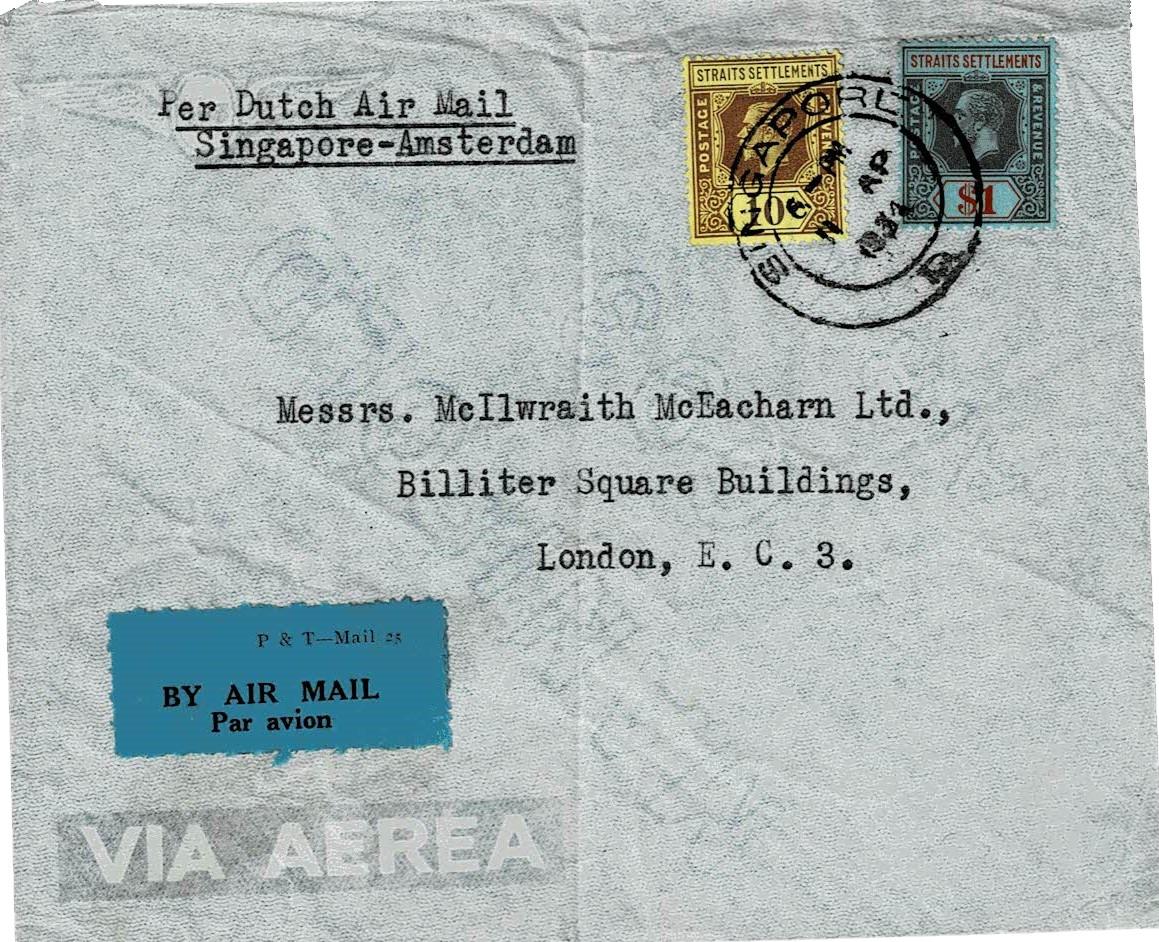 Per Dutch Air Mail
Singapore-Amsterdam
STRAITS SETTLEMENTS
POSTAGE
10c
STRAITS SETTLEMENTS
POSTAGE & REVENUE
$1
SINGAPORE
AP
Messrs. McIlwraith McEacharn Ltd.,
Billiter Square Buildings,
London, E. C. 3.
P & T—Mail 25
BY AIR MAIL
Par avion
VIA AEREA